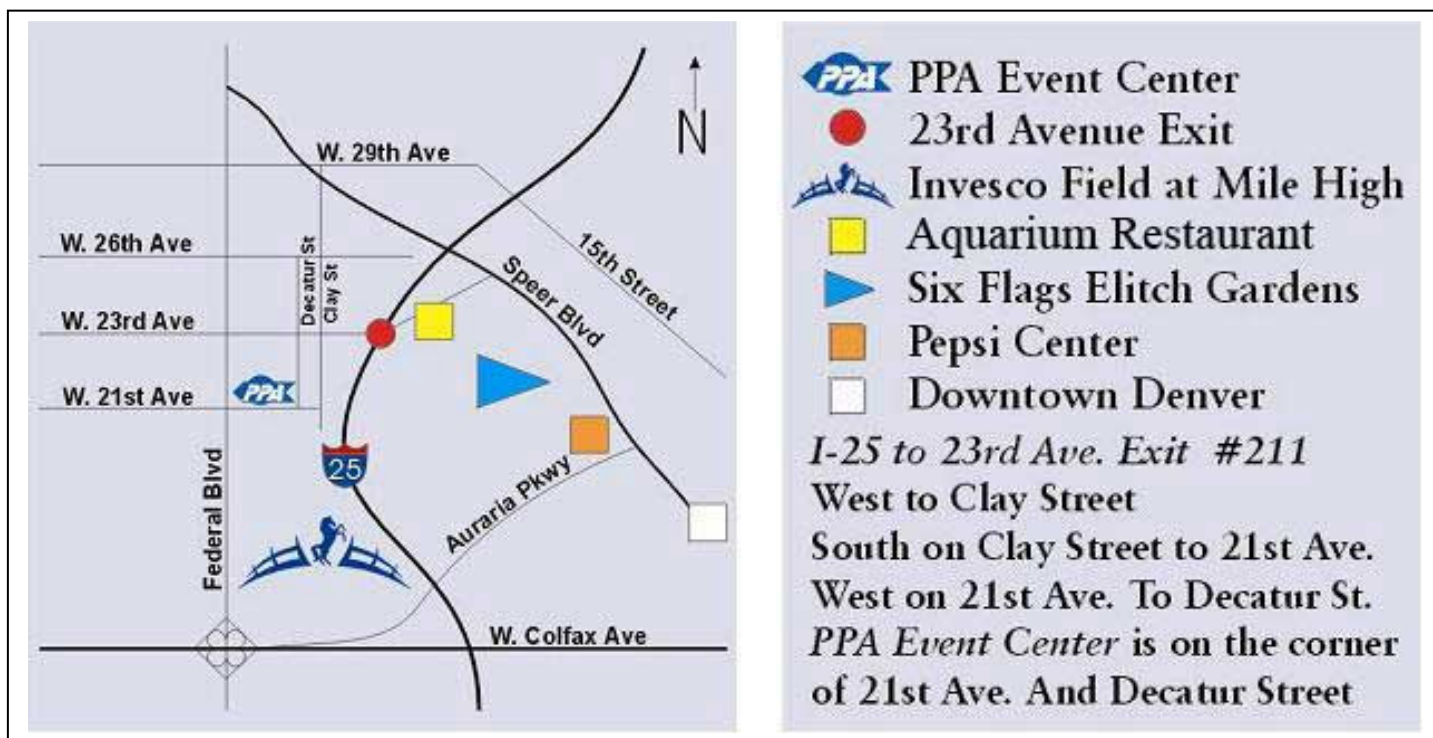 N
W. 29th Ave
W. 26th Ave
Decatur St
Clay St
15th Street
Speer Blvd
W. 23rd Ave
PPA
W. 21st Ave
25
Federal Blvd
Auraria Pkwy
W. Colfax Ave
PPA PPA Event Center
23rd Avenue Exit
Invesco Field at Mile High
Aquarium Restaurant
Six Flags Elitch Gardens
Pepsi Center
Downtown Denver
I-25 to 23rd Ave. Exit #211
West to Clay Street
South on Clay Street to 21st Ave.
West on 21st Ave. To Decatur St.
PPA Event Center is on the corner
of 21st Ave. And Decatur Street